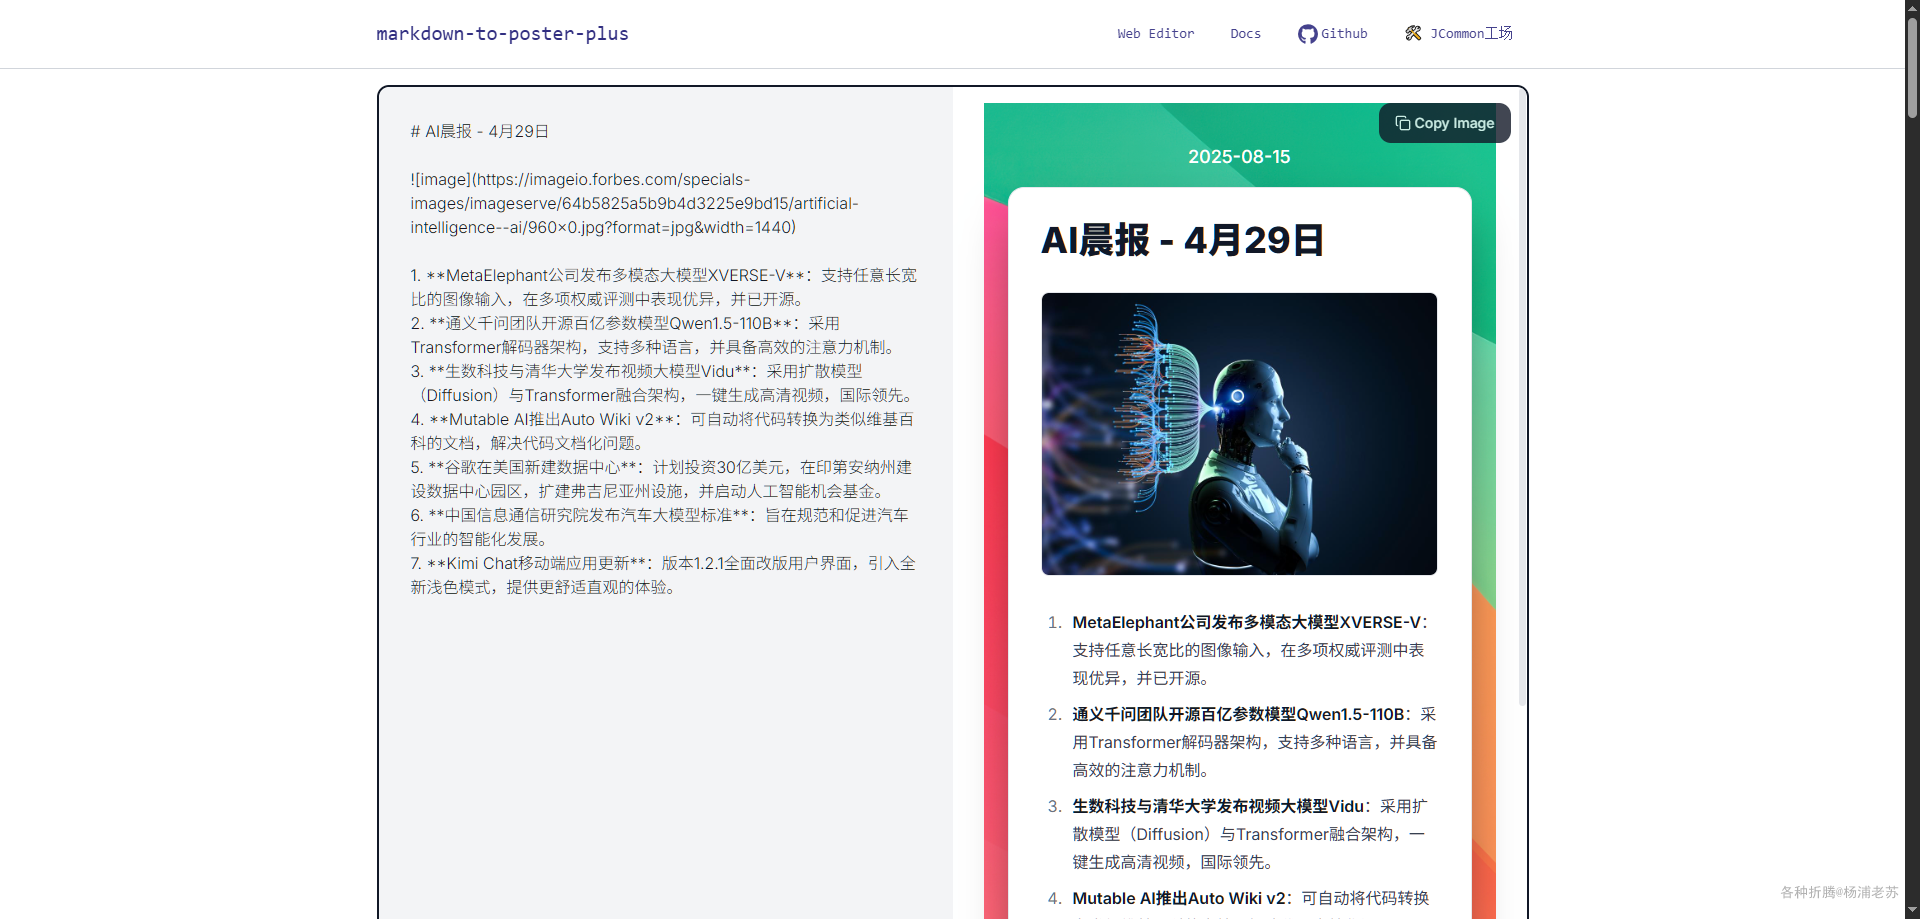 markdown-to-poster-plus
Web Editor
Docs
Github
JCommon工场
# AI晨报 - 4月29日
![image](https://imageio.forbes.com/specials-
images/imageserve/64b5825a5b9b4d3225e9bd15/artificial-
intelligence--ai/960x0.jpg?format=jpg&width=1440)
1. **MetaElephant公司发布多模态大模型XVERSE-V**：支持任意长宽
比的图像输入，在多项权威评测中表现优异，并已开源。
2. **通义千问团队开源百亿参数模型Qwen1.5-110B**：采用
Transformer解码器架构，支持多种语言，并具备高效的注意力机制。
3. **生数科技与清华大学发布视频大模型Vidu**：采用扩散模型
（Diffusion）与Transformer融合架构，一键生成高清视频，国际领先。
4. **Mutable AI推出Auto Wiki v2**：可自动将代码转换为类似维基百
科的文档，解决代码文档化问题。
5. **谷歌在美国新建数据中心**：计划投资30亿美元，在印第安纳州建
设数据中心园区，扩建弗吉尼亚州设施，并启动人工智能机会基金。
6. **中国信息通信研究院发布汽车大模型标准**：旨在规范和促进汽车
行业的智能化发展。
7. **Kimi Chat移动端应用更新**：版本1.2.1全面改版用户界面，引入全
新浅色模式，提供更舒适直观的体验。
Copy Image
2025-08-15
AI晨报 - 4月29日
1. MetaElephant公司发布多模态大模型XVERSE-V：
支持任意长宽比的图像输入，在多项权威评测中表
现优异，并已开源。
2. 通义千问团队开源百亿参数模型Qwen1.5-110B：采
用Transformer解码器架构，支持多种语言，并具备
高效的注意力机制。
3. 生数科技与清华大学发布视频大模型Vidu：采用扩
散模型（Diffusion）与Transformer融合架构，一
键生成高清视频，国际领先。
4. Mutable AI推出Auto Wiki v2：可自动将代码转换
各种折腾@杨浦老苏